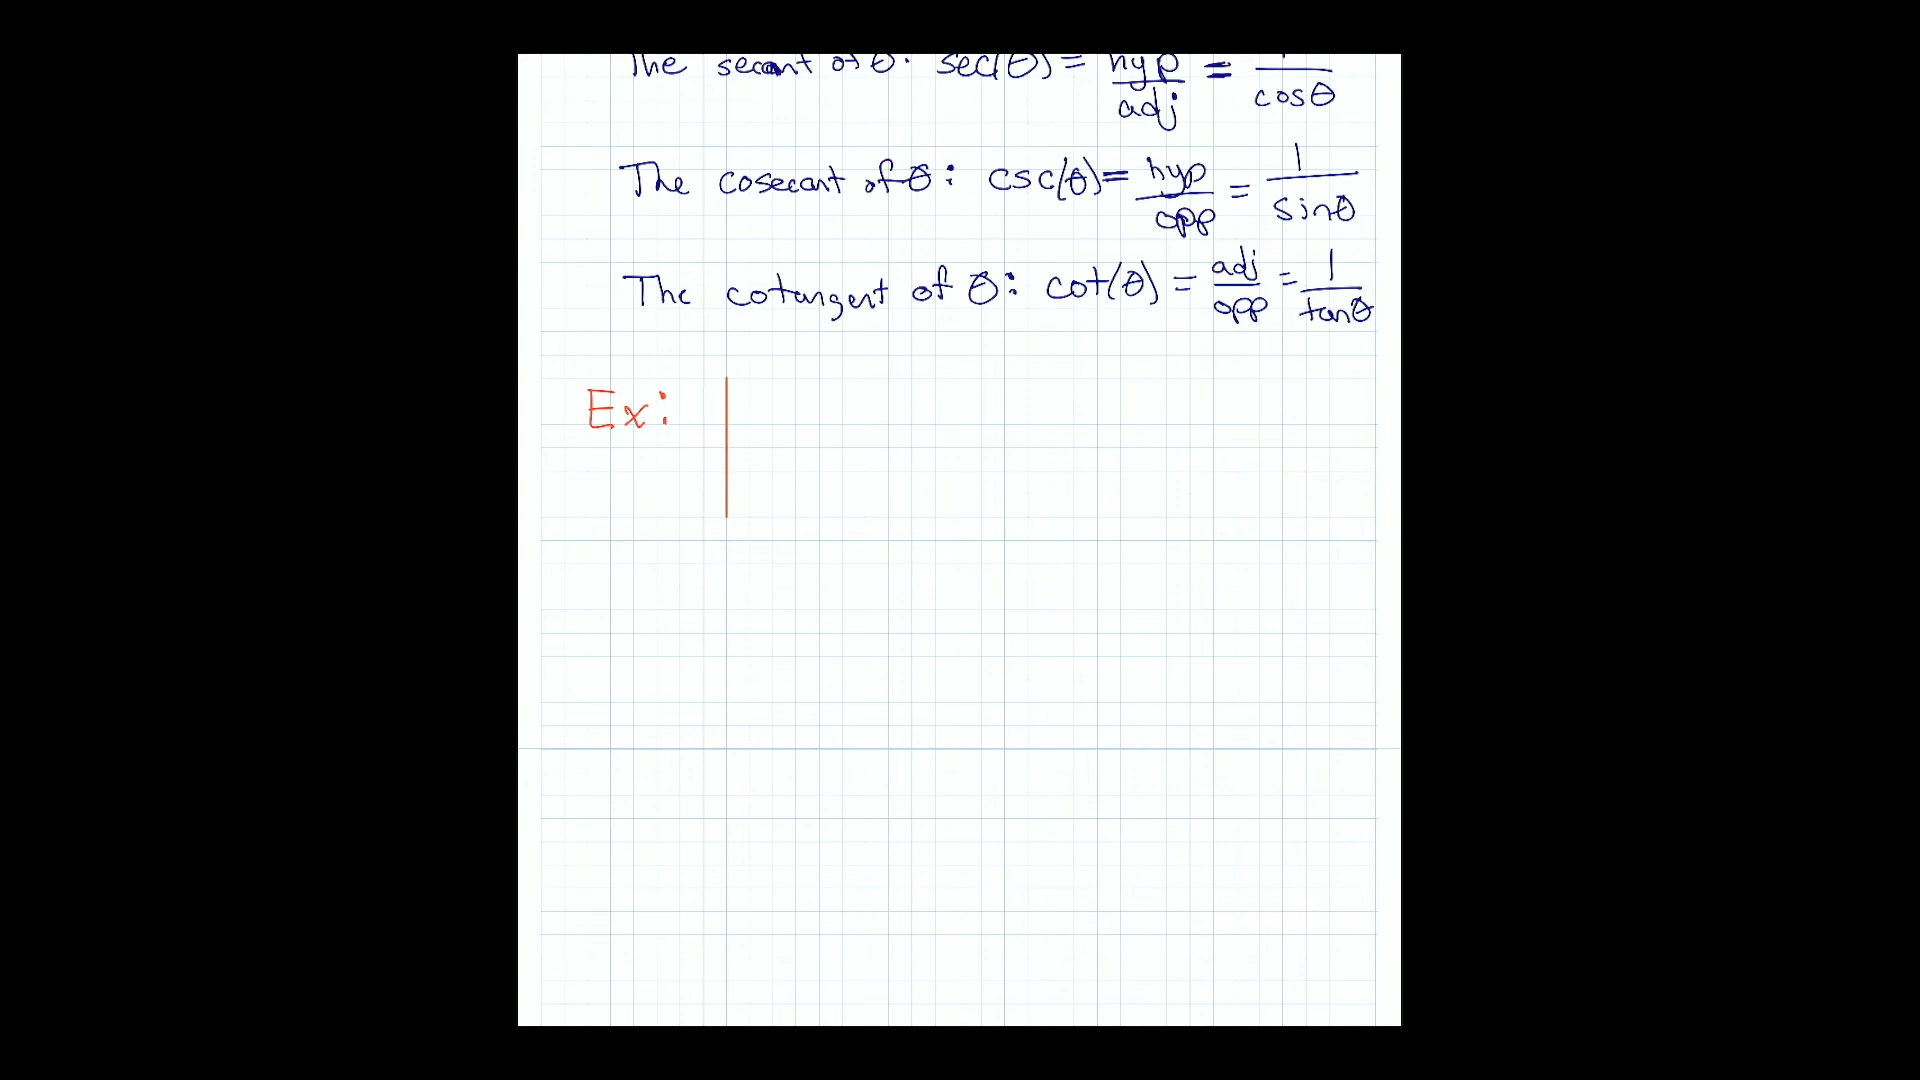 The secant of θ: sec(θ) = hyp/adj = 1/cosθ
The cosecant of θ: csc(θ) = hyp/opp = 1/sinθ
The cotangent of θ: cot(θ) = adj/opp = 1/tanθ
Ex: